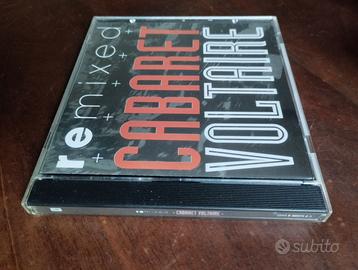 remixed
CABARET
VOLTAIRE
CABARET VOLTAIRE
subito